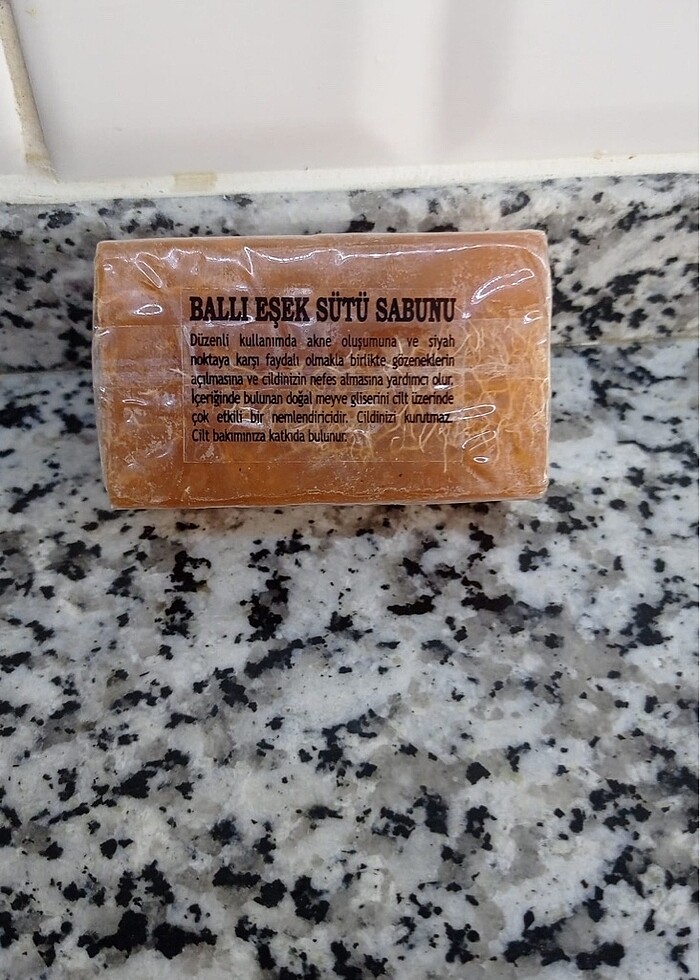 BALLI EŞEK SÜTÜ SABUNU
Düzenli kullanımda akne oluşumuna ve siyah
noktaya karşı faydalı olmakla birlikte gözeneklerin
açılmasına ve cildinizin nefes almasına yardımcı olur.
İçeriğinde bulunan doğal meyve gliserini cilt üzerinde
çok etkili bir nemlendiricidir. Cildinizi kurutmaz.
Cilt bakımınıza katkıda bulunur.